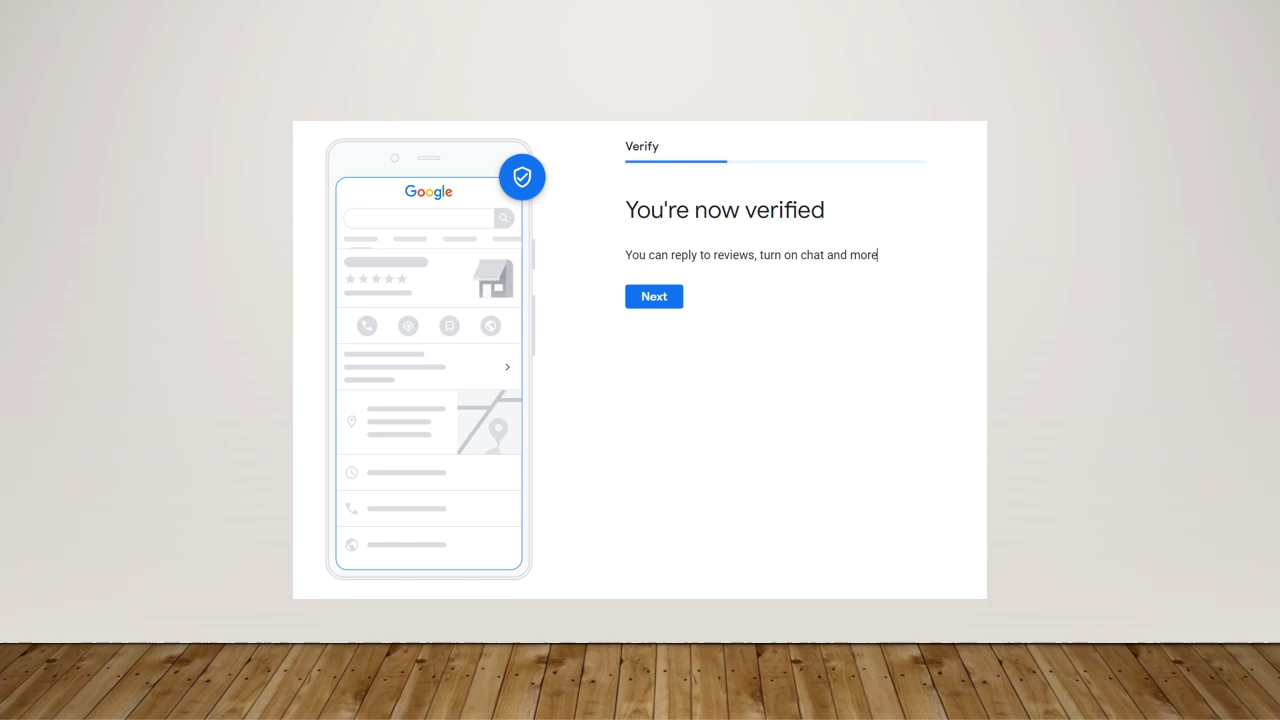 Google
Verify
You're now verified
You can reply to reviews, turn on chat and more
Next